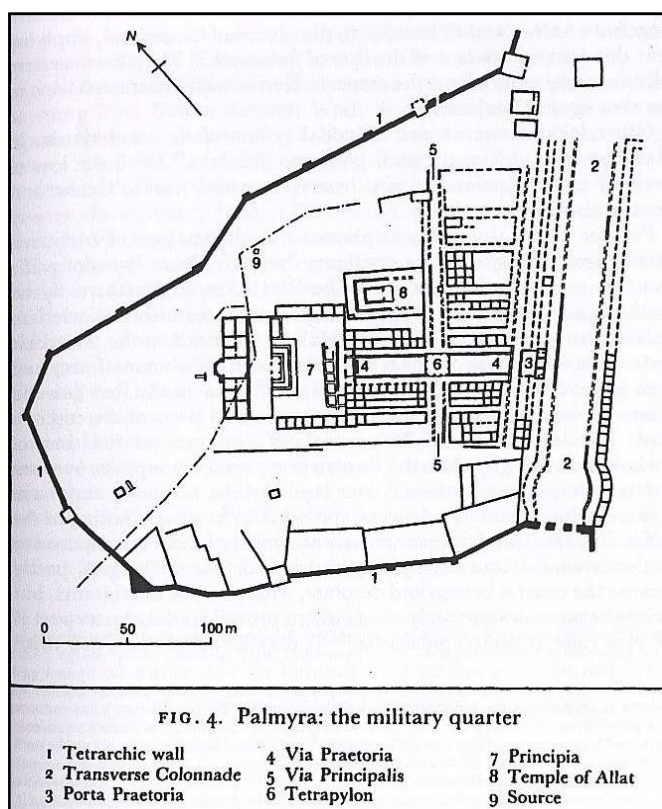 N
1
5
2
9
8
7
4
6
4
3
5
2
1
1
50
100m
FIG. 4. Palmyra: the military quarter
1 Tetrarchic wall
2 Transverse Colonnade
3 Porta Praetoria
4 Via Praetoria
5 Via Principalis
6 Tetrapylon
7 Principia
8 Temple of Allat
9 Source